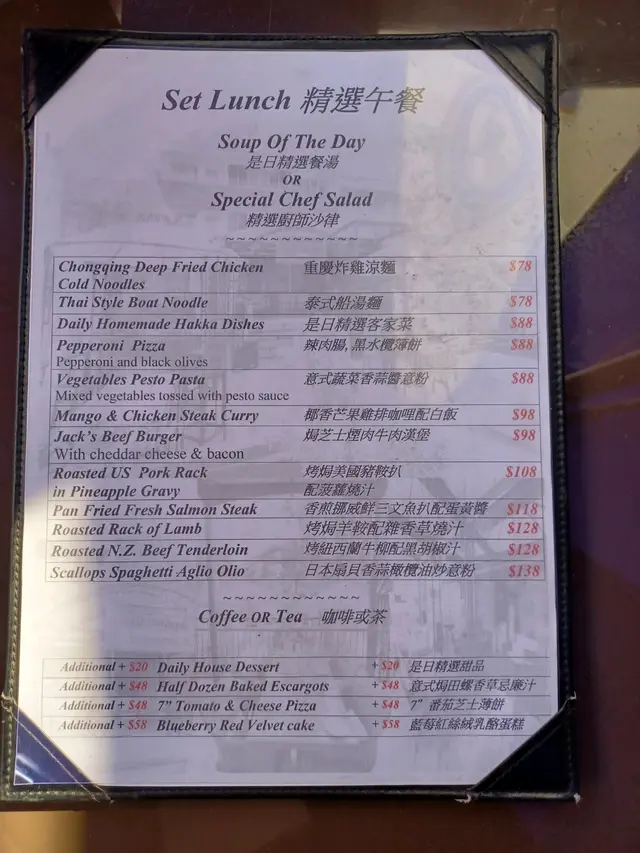 Set Lunch 精選午餐
Soup Of The Day
是日精選餐湯
OR
Special Chef Salad
精選廚師沙律
~~~~~~~~~~~~
Chongqing Deep Fried Chicken 重慶炸雞涼麵 $78
Cold Noodles
Thai Style Boat Noodle 泰式船湯麵 $78
Daily Homemade Hakka Dishes 是日精選客家菜 $88
Pepperoni Pizza 辣肉腸,黑水欖薄餅 $88
Pepperoni and black olives
Vegetables Pesto Pasta 意式蔬菜香蒜醬意粉 $88
Mixed vegetables tossed with pesto sauce
Mango & Chicken Steak Curry 椰香芒果雞排咖哩配白飯 $98
Jack's Beef Burger 焗芝士煙肉牛肉漢堡 $98
With cheddar cheese & bacon
Roasted US Pork Rack 烤焗美國豬鞍扒 $108
in Pineapple Gravy 配菠蘿燒汁
Pan Fried Fresh Salmon Steak 香煎挪威鮮三文魚扒配蛋黃醬 $118
Roasted Rack of Lamb 烤焗羊鞍配雜香草燒汁 $128
Roasted N.Z. Beef Tenderloin 烤紐西蘭牛柳配黑胡椒汁 $128
Scallops Spaghetti Aglio Olio 日本扇貝香蒜橄欖油炒意粉 $138
~~~~~~~~~~~~
Coffee OR Tea 咖啡或茶
Additional + $20 Daily House Dessert + $20 是日精選甜品
Additional + $48 Half Dozen Baked Escargots + $48 意式焗田螺香草忌廉汁
Additional + $48 7" Tomato & Cheese Pizza + $48 7" 番茄芝士薄餅
Additional + $58 Blueberry Red Velvet cake + $58 藍莓紅絲絨乳酪蛋糕